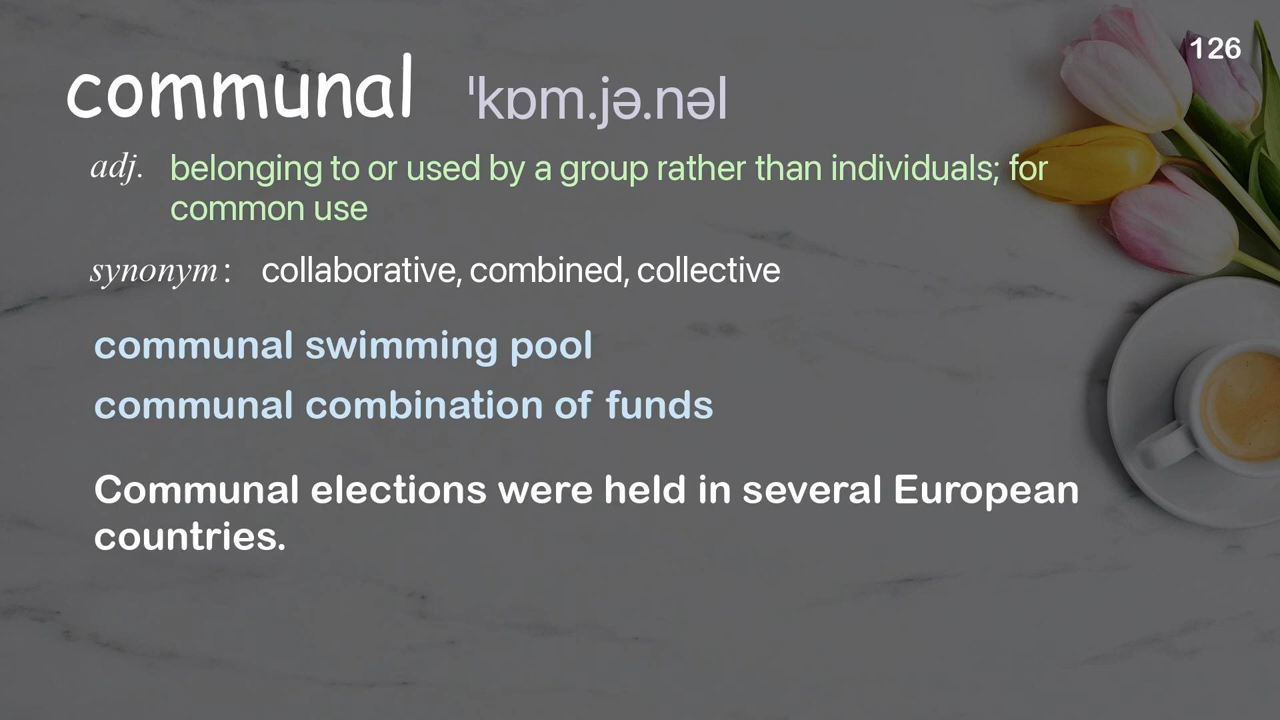 126
communal ˈkɒm.jə.nəl
adj. belonging to or used by a group rather than individuals; for
common use
synonym: collaborative, combined, collective
communal swimming pool
communal combination of funds
Communal elections were held in several European
countries.